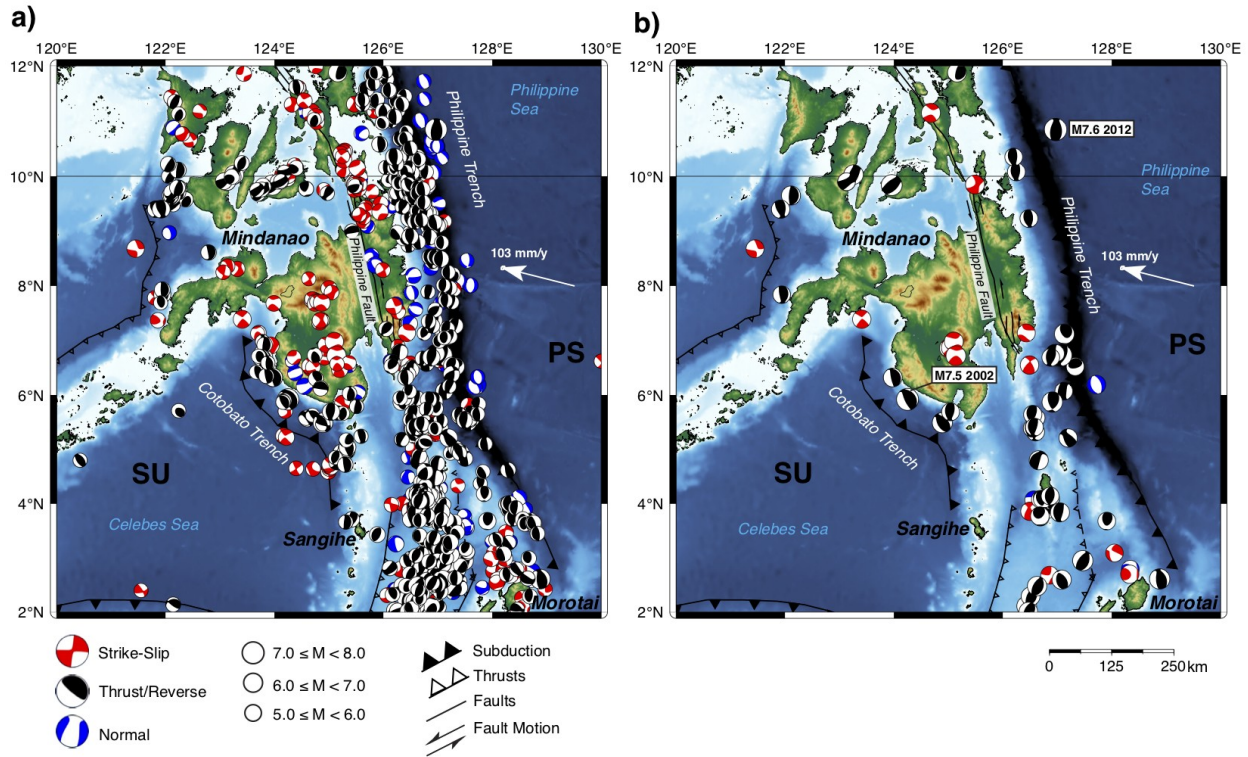 a)
120°E 122°E 124°E 126°E 128°E 130°E
12°N
10°N
8°N
6°N
4°N
2°N
Philippine
Sea
Philippine Trench
Mindanao
Philippine Fault
103 mm/y
PS
Cotobato Trench
SU
Celebes Sea
Sangihe
Morotai
b)
120°E 122°E 124°E 126°E 128°E 130°E
12°N
10°N
8°N
6°N
4°N
2°N
M7.6 2012
Philippine
Sea
Philippine Trench
Mindanao
Philippine Fault
103 mm/y
PS
M7.5 2002
Cotobato Trench
SU
Celebes Sea
Sangihe
Morotai
Strike-Slip
Thrust/Reverse
Normal
7.0 ≤ M < 8.0
6.0 ≤ M < 7.0
5.0 ≤ M < 6.0
Subduction
Thrusts
Faults
Fault Motion
0 125 250 km